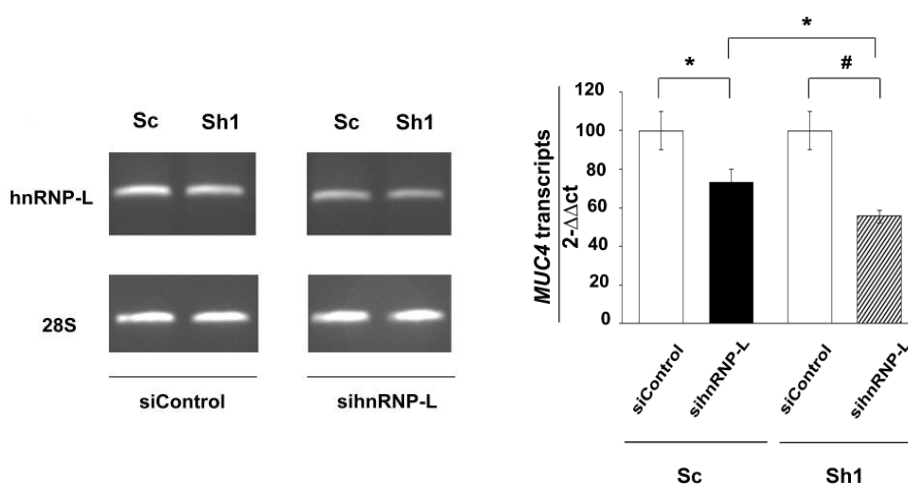 Sc Sh1 Sc Sh1
hnRNP-L
28S
siControl sihnRNP-L
* *
#
MUC4 transcripts
2-ΔΔct
120
100
80
60
40
20
0
siControl sihnRNP-L siControl sihnRNP-L
Sc Sh1